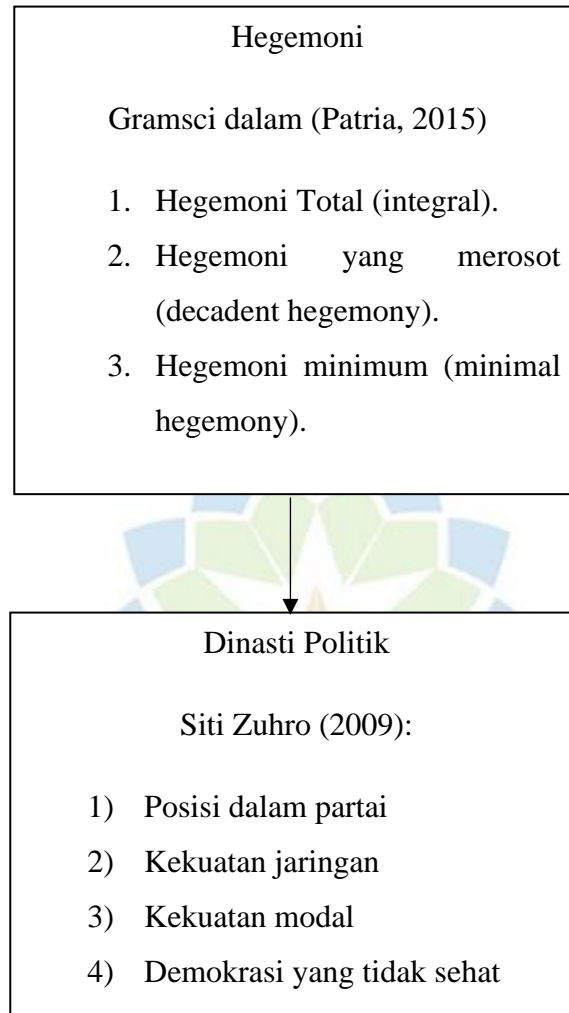 Hegemoni
Gramsci dalam (Patria, 2015)
1. Hegemoni Total (integral).
2. Hegemoni yang merosot
(decadent hegemony).
3. Hegemoni minimum (minimal
hegemony).
Dinasti Politik
Siti Zuhro (2009):
1) Posisi dalam partai
2) Kekuatan jaringan
3) Kekuatan modal
4) Demokrasi yang tidak sehat